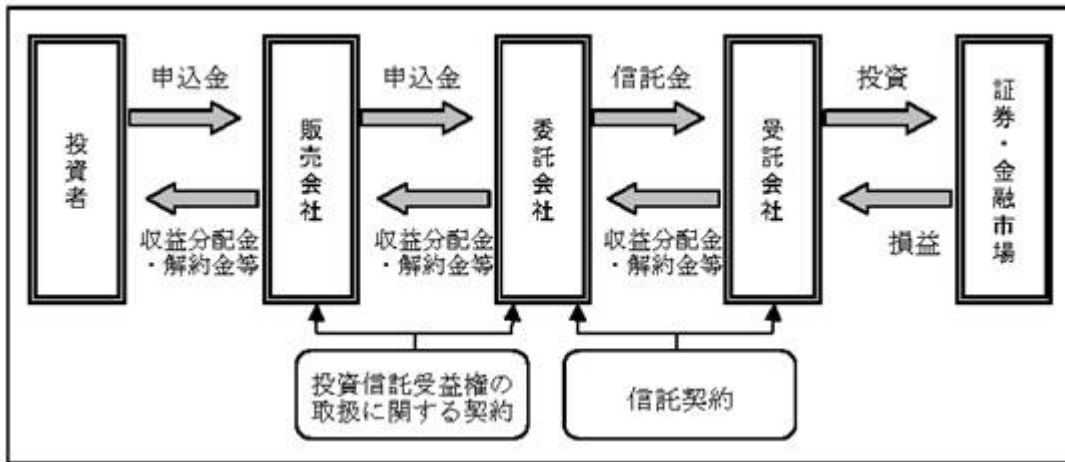 申込金
申込金
信託金
投資
投資者
販売会社
委託会社
受託会社
証券・金融市場
収益分配金
・解約金等
収益分配金
・解約金等
収益分配金
・解約金等
損益
投資信託受益権の
取扱に関する契約
信託契約